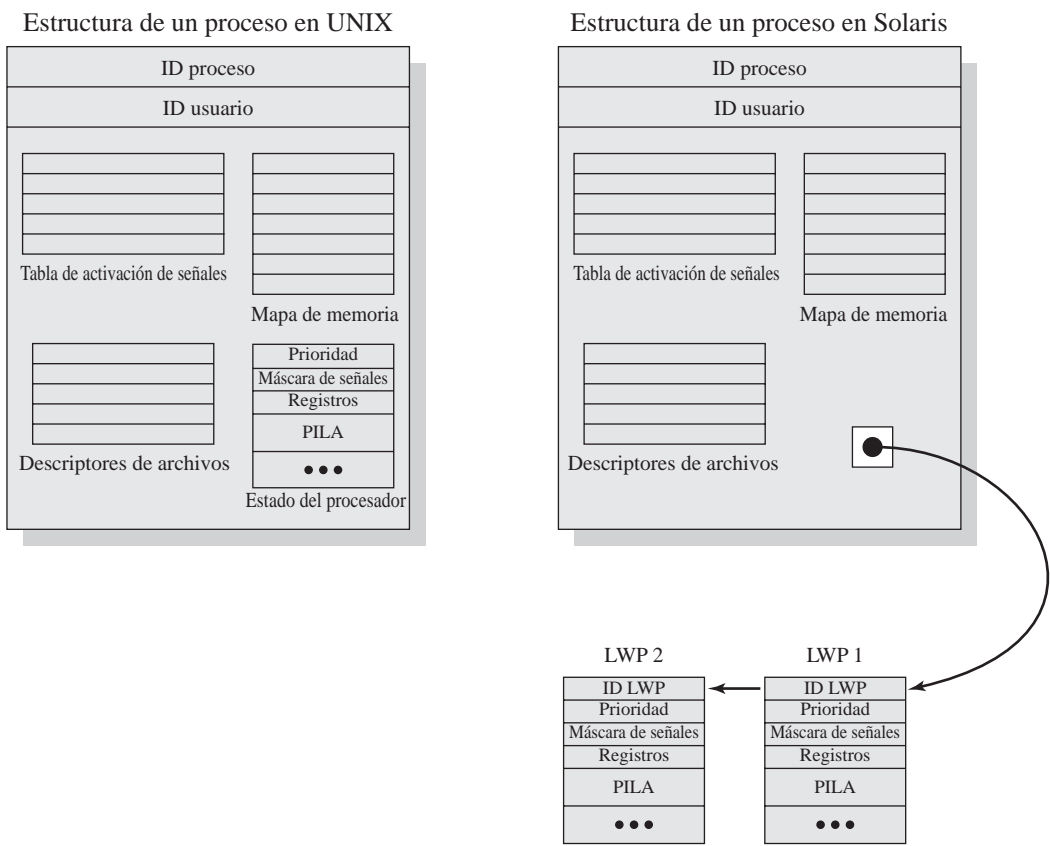 Estructura de un proceso en UNIX
ID proceso
ID usuario
Tabla de activación de señales
Mapa de memoria
Descriptores de archivos
Prioridad
Máscara de señales
Registros
PILA
•••
Estado del procesador
Estructura de un proceso en Solaris
ID proceso
ID usuario
Tabla de activación de señales
Mapa de memoria
Descriptores de archivos
LWP 2
ID LWP
Prioridad
Máscara de señales
Registros
PILA
•••
LWP 1
ID LWP
Prioridad
Máscara de señales
Registros
PILA
•••